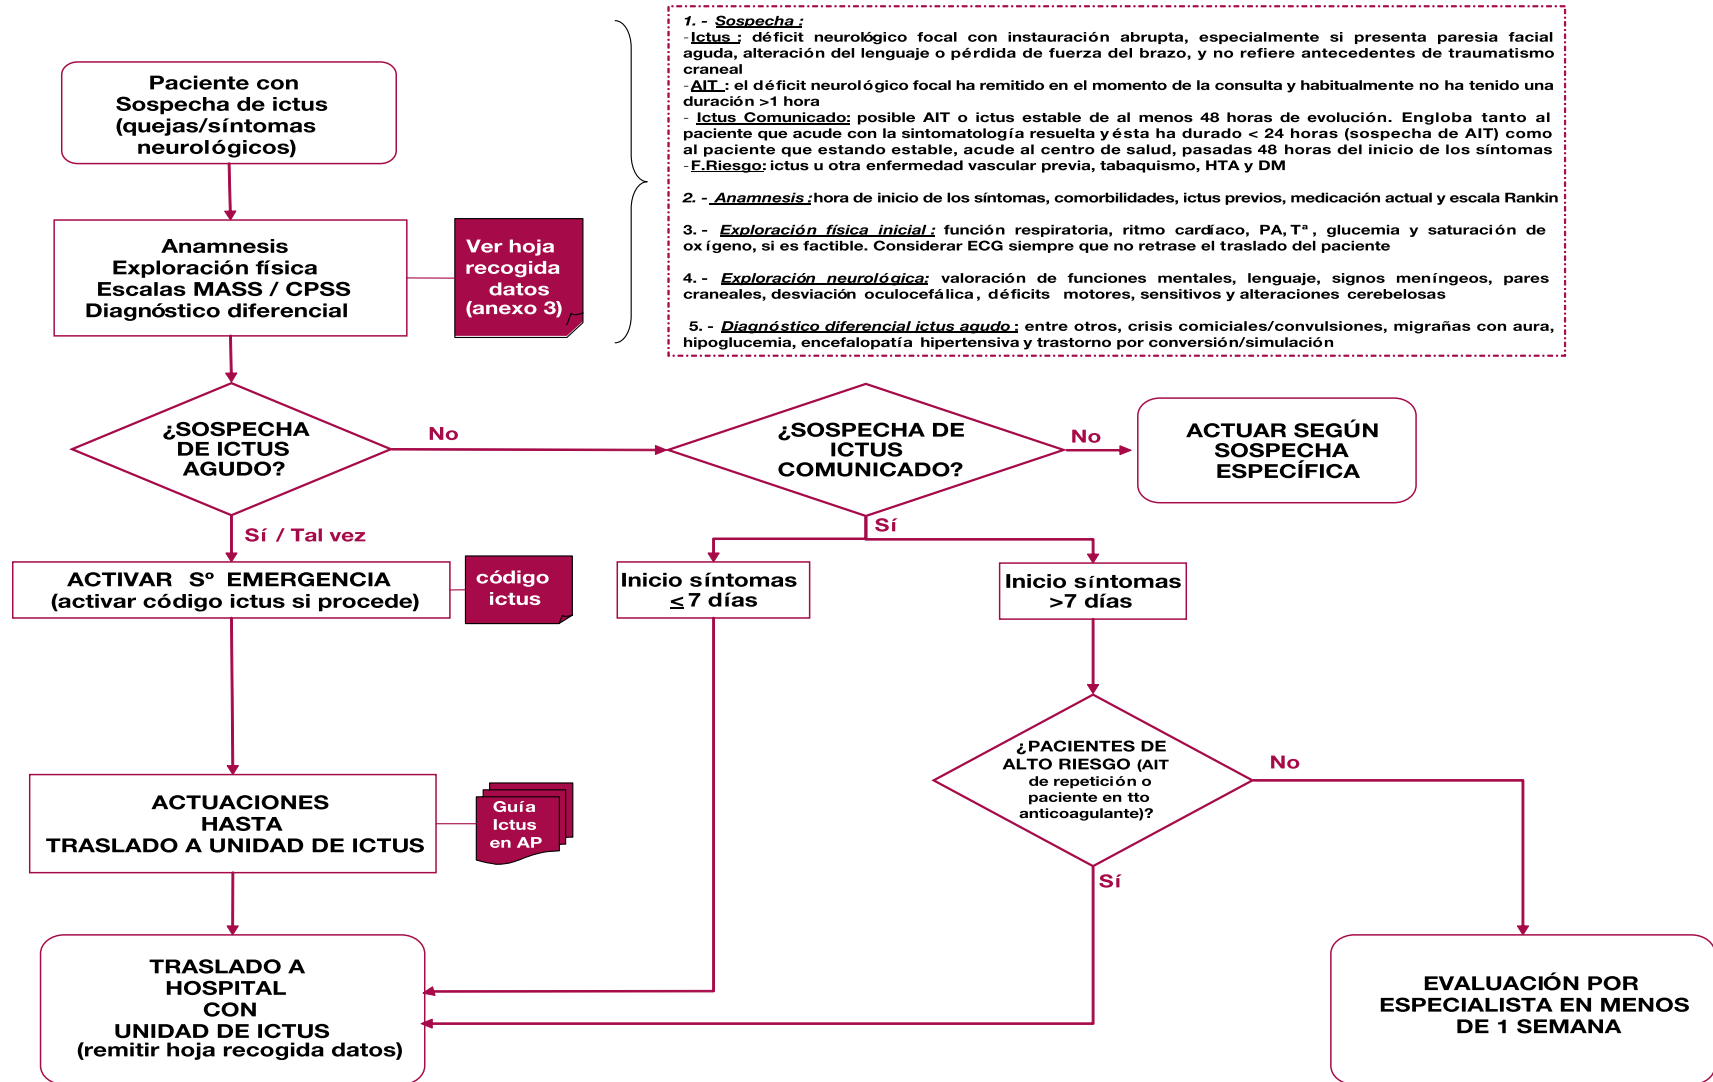 Paciente con
Sospecha de ictus
(quejas/síntomas
neurológicos)
1. - Sospecha :
-Ictus : déficit neurológico focal con instauración abrupta, especialmente si presenta paresia facial
aguda, alteración del lenguaje o pérdida de fuerza del brazo, y no refiere antecedentes de traumatismo
craneal
-AIT : el déficit neurológico focal ha remitido en el momento de la consulta y habitualmente no ha tenido una
duración >1 hora
- Ictus Comunicado: posible AIT o ictus estable de al menos 48 horas de evolución. Engloba tanto al
paciente que acude con la sintomatología resuelta y ésta ha durado < 24 horas (sospecha de AIT) como
al paciente que estando estable, acude al centro de salud, pasadas 48 horas del inicio de los síntomas
-F.Riesgo: ictus u otra enfermedad vascular previa, tabaquismo, HTA y DM
2. - Anamnesis :hora de inicio de los síntomas, comorbilidades, ictus previos, medicación actual y escala Rankin
3. - Exploración física inicial : función respiratoria, ritmo cardíaco, PA, Tª , glucemia y saturación de
oxígeno, si es factible. Considerar ECG siempre que no retrase el traslado del paciente
4. - Exploración neurológica: valoración de funciones mentales, lenguaje, signos meníngeos, pares
craneales, desviación oculocefálica , déficits motores, sensitivos y alteraciones cerebelosas
5. - Diagnóstico diferencial ictus agudo : entre otros, crisis comiciales/convulsiones, migrañas con aura,
hipoglucemia, encefalopatía hipertensiva y trastorno por conversión/simulación
Anamnesis
Exploración física
Escalas MASS / CPSS
Diagnóstico diferencial
Ver hoja
recogida
datos
(anexo 3)
¿SOSPECHA
DE ICTUS
AGUDO?
No
¿SOSPECHA DE
ICTUS
COMUNICADO?
No
ACTUAR SEGÚN
SOSPECHA
ESPECÍFICA
Sí / Tal vez
Sí
ACTIVAR Sº EMERGENCIA
(activar código ictus si procede)
código
ictus
Inicio síntomas
≤ 7 días
Inicio síntomas
>7 días
¿PACIENTES DE
ALTO RIESGO (AIT
de repetición o
paciente en tto
anticoagulante)?
No
Sí
ACTUACIONES
HASTA
TRASLADO A UNIDAD DE ICTUS
Guía
Ictus
en AP
TRASLADO A
HOSPITAL
CON
UNIDAD DE ICTUS
(remitir hoja recogida datos)
EVALUACIÓN POR
ESPECIALISTA EN MENOS
DE 1 SEMANA